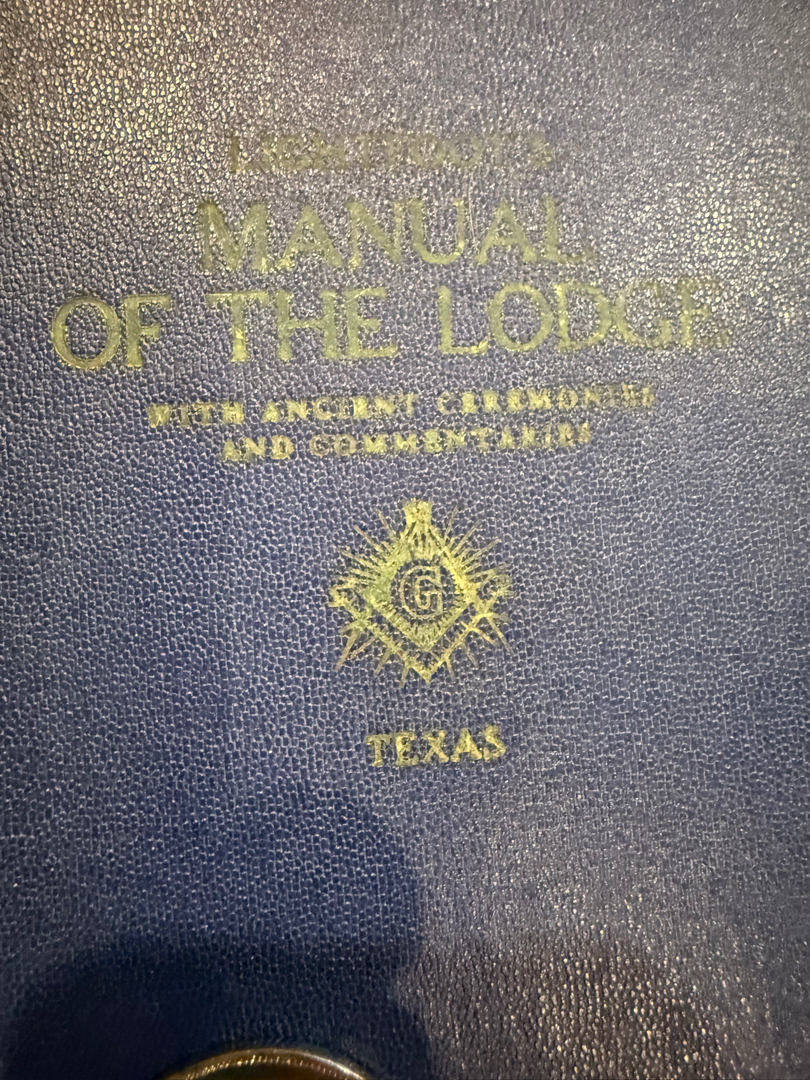 LIGHTFOOT'S
MANUAL
OF THE LODGE
WITH ANCIENT CEREMONIES
AND COMMENTARIES
G
TEXAS